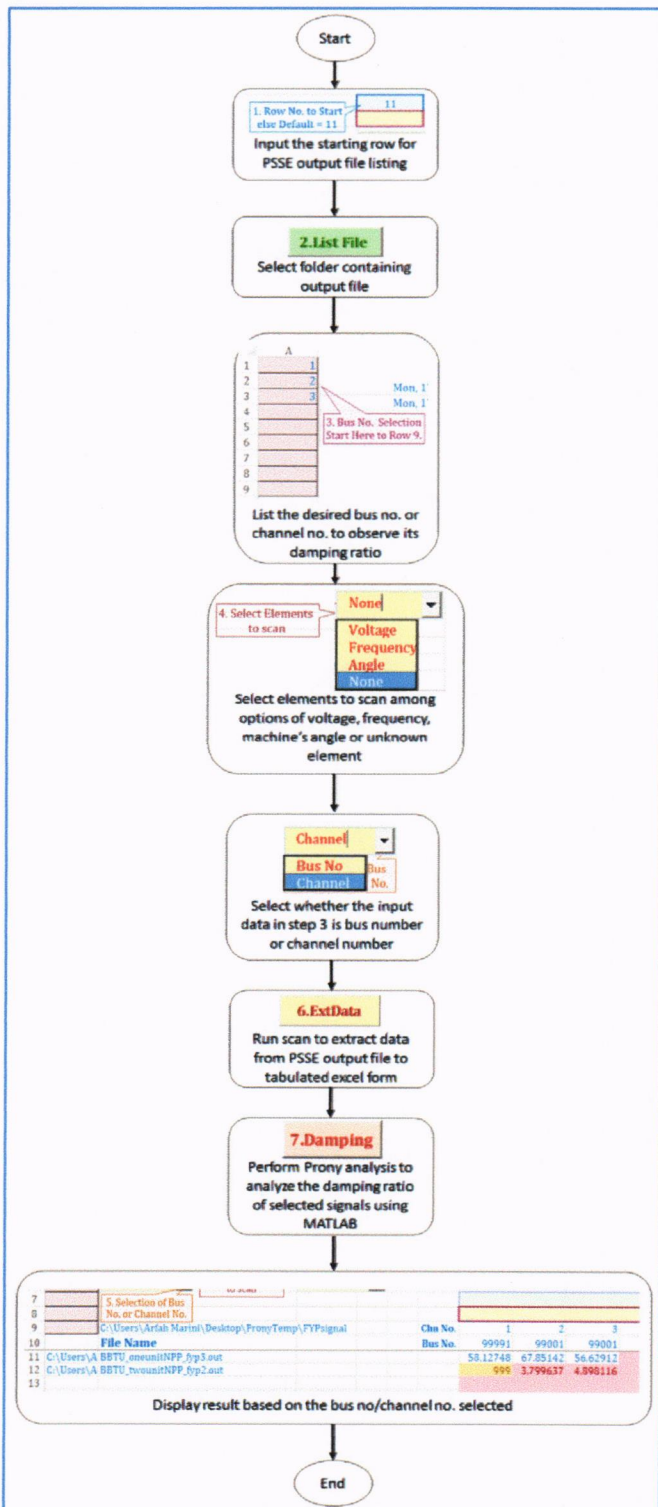 Start
1. Row No. to Start
else Default = 11
11
Input the starting row for
PSSE output file listing
2.List File
Select folder containing
output file
A
1 1
2 2
3 3
4
5
6
7
8
9
Mon, 1
Mon, 1
3. Bus No. Selection
Start Here to Row 9.
List the desired bus no. or
channel no. to observe its
damping ratio
4. Select Elements
to scan
None
Voltage
Frequency
Angle
None
Select elements to scan among
options of voltage, frequency,
machine's angle or unknown
element
Channel
Bus No
Channel
Bus
No.
Select whether the input
data in step 3 is bus number
or channel number
6.ExtData
Run scan to extract data
from PSSE output file to
tabulated excel form
7.Damping
Perform Prony analysis to
analyze the damping ratio
of selected signals using
MATLAB
to scan
7 5. Selection of Bus
8 No. or Channel No.
9 C:\Users\Arfah Marini\Desktop\PronyTemp\FYPsignal Chn No. 1 2 3
10 File Name Bus No. 99991 99001 99001
11 C:\Users\A BBTU_oneunitNPP_fyp3.out 58.12748 67.85142 56.62912
12 C:\Users\A BBTU_twounitNPP_fyp2.out 999 3.799637 4.898116
13
Display result based on the bus no/channel no. selected
End